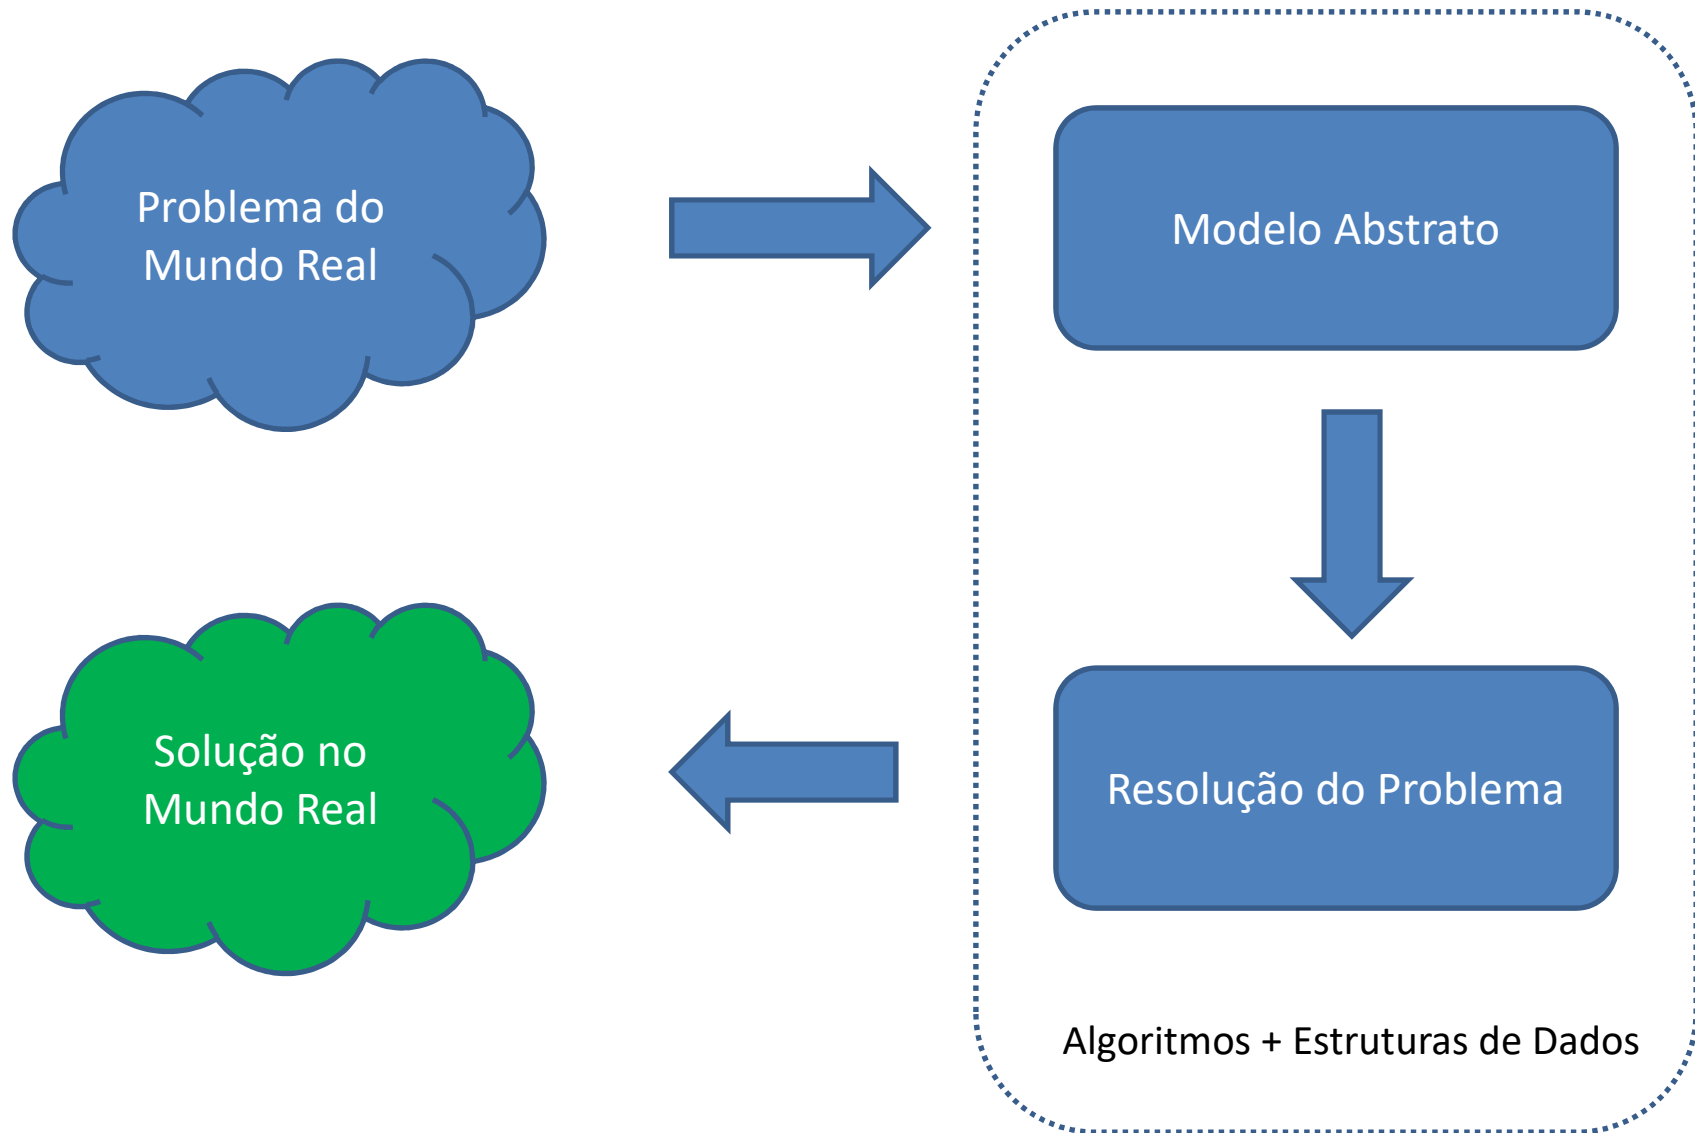 Problema do
Mundo Real
Modelo Abstrato
Solução no
Mundo Real
Resolução do Problema
Algoritmos + Estruturas de Dados